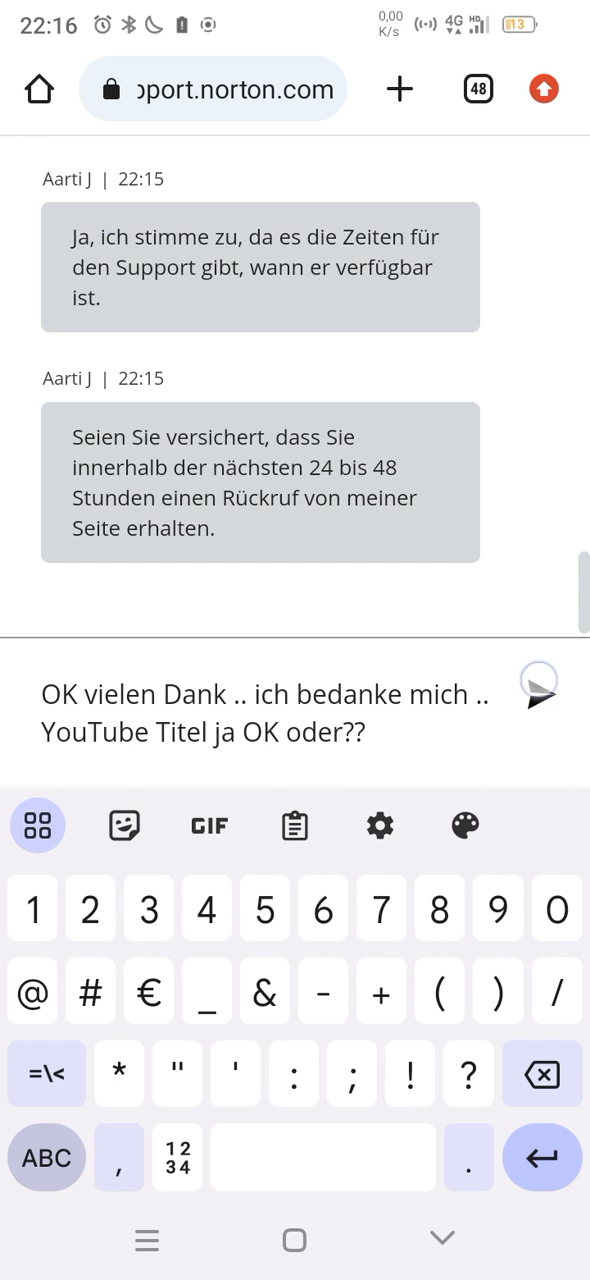 22:16
0,00
K/s
4G
HD
13
pport.norton.com
48
Aarti J | 22:15
Ja, ich stimme zu, da es die Zeiten für
den Support gibt, wann er verfügbar
ist.
Aarti J | 22:15
Seien Sie versichert, dass Sie
innerhalb der nächsten 24 bis 48
Stunden einen Rückruf von meiner
Seite erhalten.
OK vielen Dank .. ich bedanke mich ..
YouTube Titel ja OK oder??
GIF
1 2 3 4 5 6 7 8 9 0
@ # € _ & - + ( ) /
=\< * " ' : ; ! ?
ABC , 12 .
34